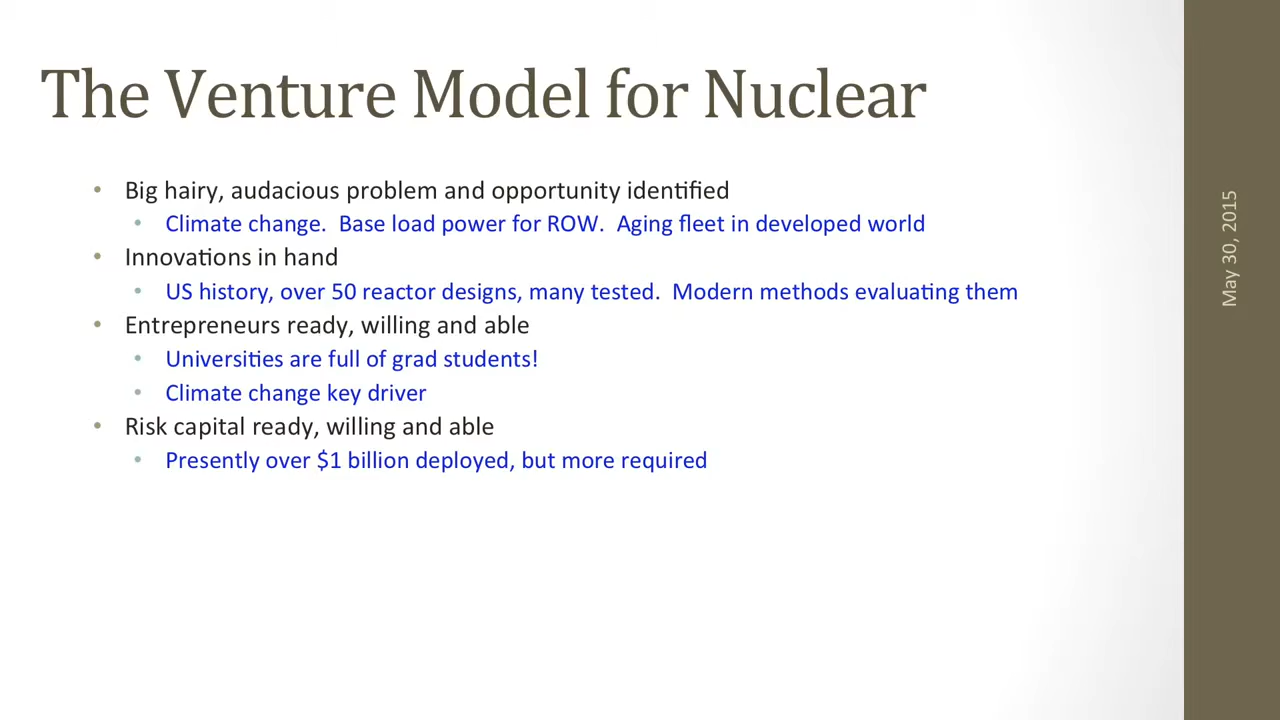 The Venture Model for Nuclear
• Big hairy, audacious problem and opportunity identified
• Climate change.  Base load power for ROW.  Aging fleet in developed world
• Innovations in hand
• US history, over 50 reactor designs, many tested.  Modern methods evaluating them
• Entrepreneurs ready, willing and able
• Universities are full of grad students!
• Climate change key driver
• Risk capital ready, willing and able
• Presently over $1 billion deployed, but more required
May 30, 2015